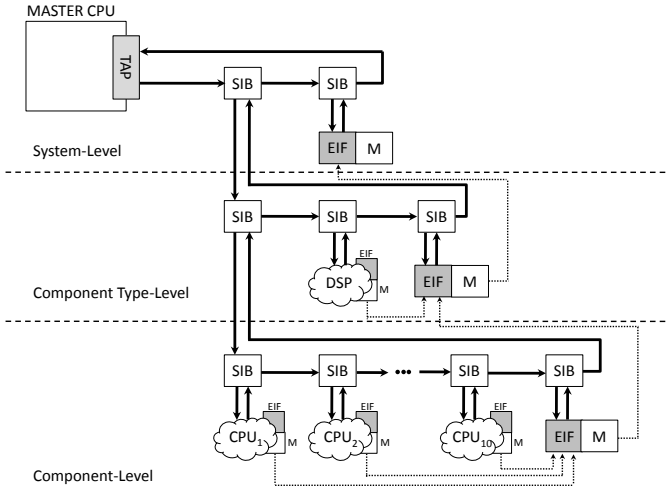 MASTER CPU
TAP
SIB SIB
EIF M
System-Level
SIB SIB SIB
EIF
DSP M
EIF M
Component Type-Level
SIB SIB ••• SIB SIB
EIF EIF EIF
CPU1 M CPU2 M CPU10 M EIF M
Component-Level